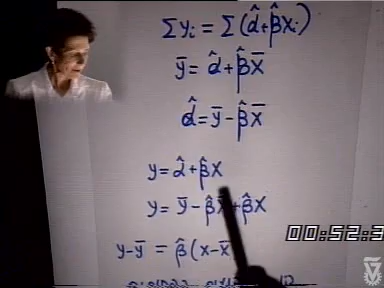 Σyᵢ = Σ(α̂+β̂xᵢ)
ȳ = α̂+β̂x̄
α̂ = ȳ-β̂x̄
y = α̂+β̂x
y = ȳ-β̂x̄+β̂x
y-ȳ = β̂(x-x̄
00:52:3